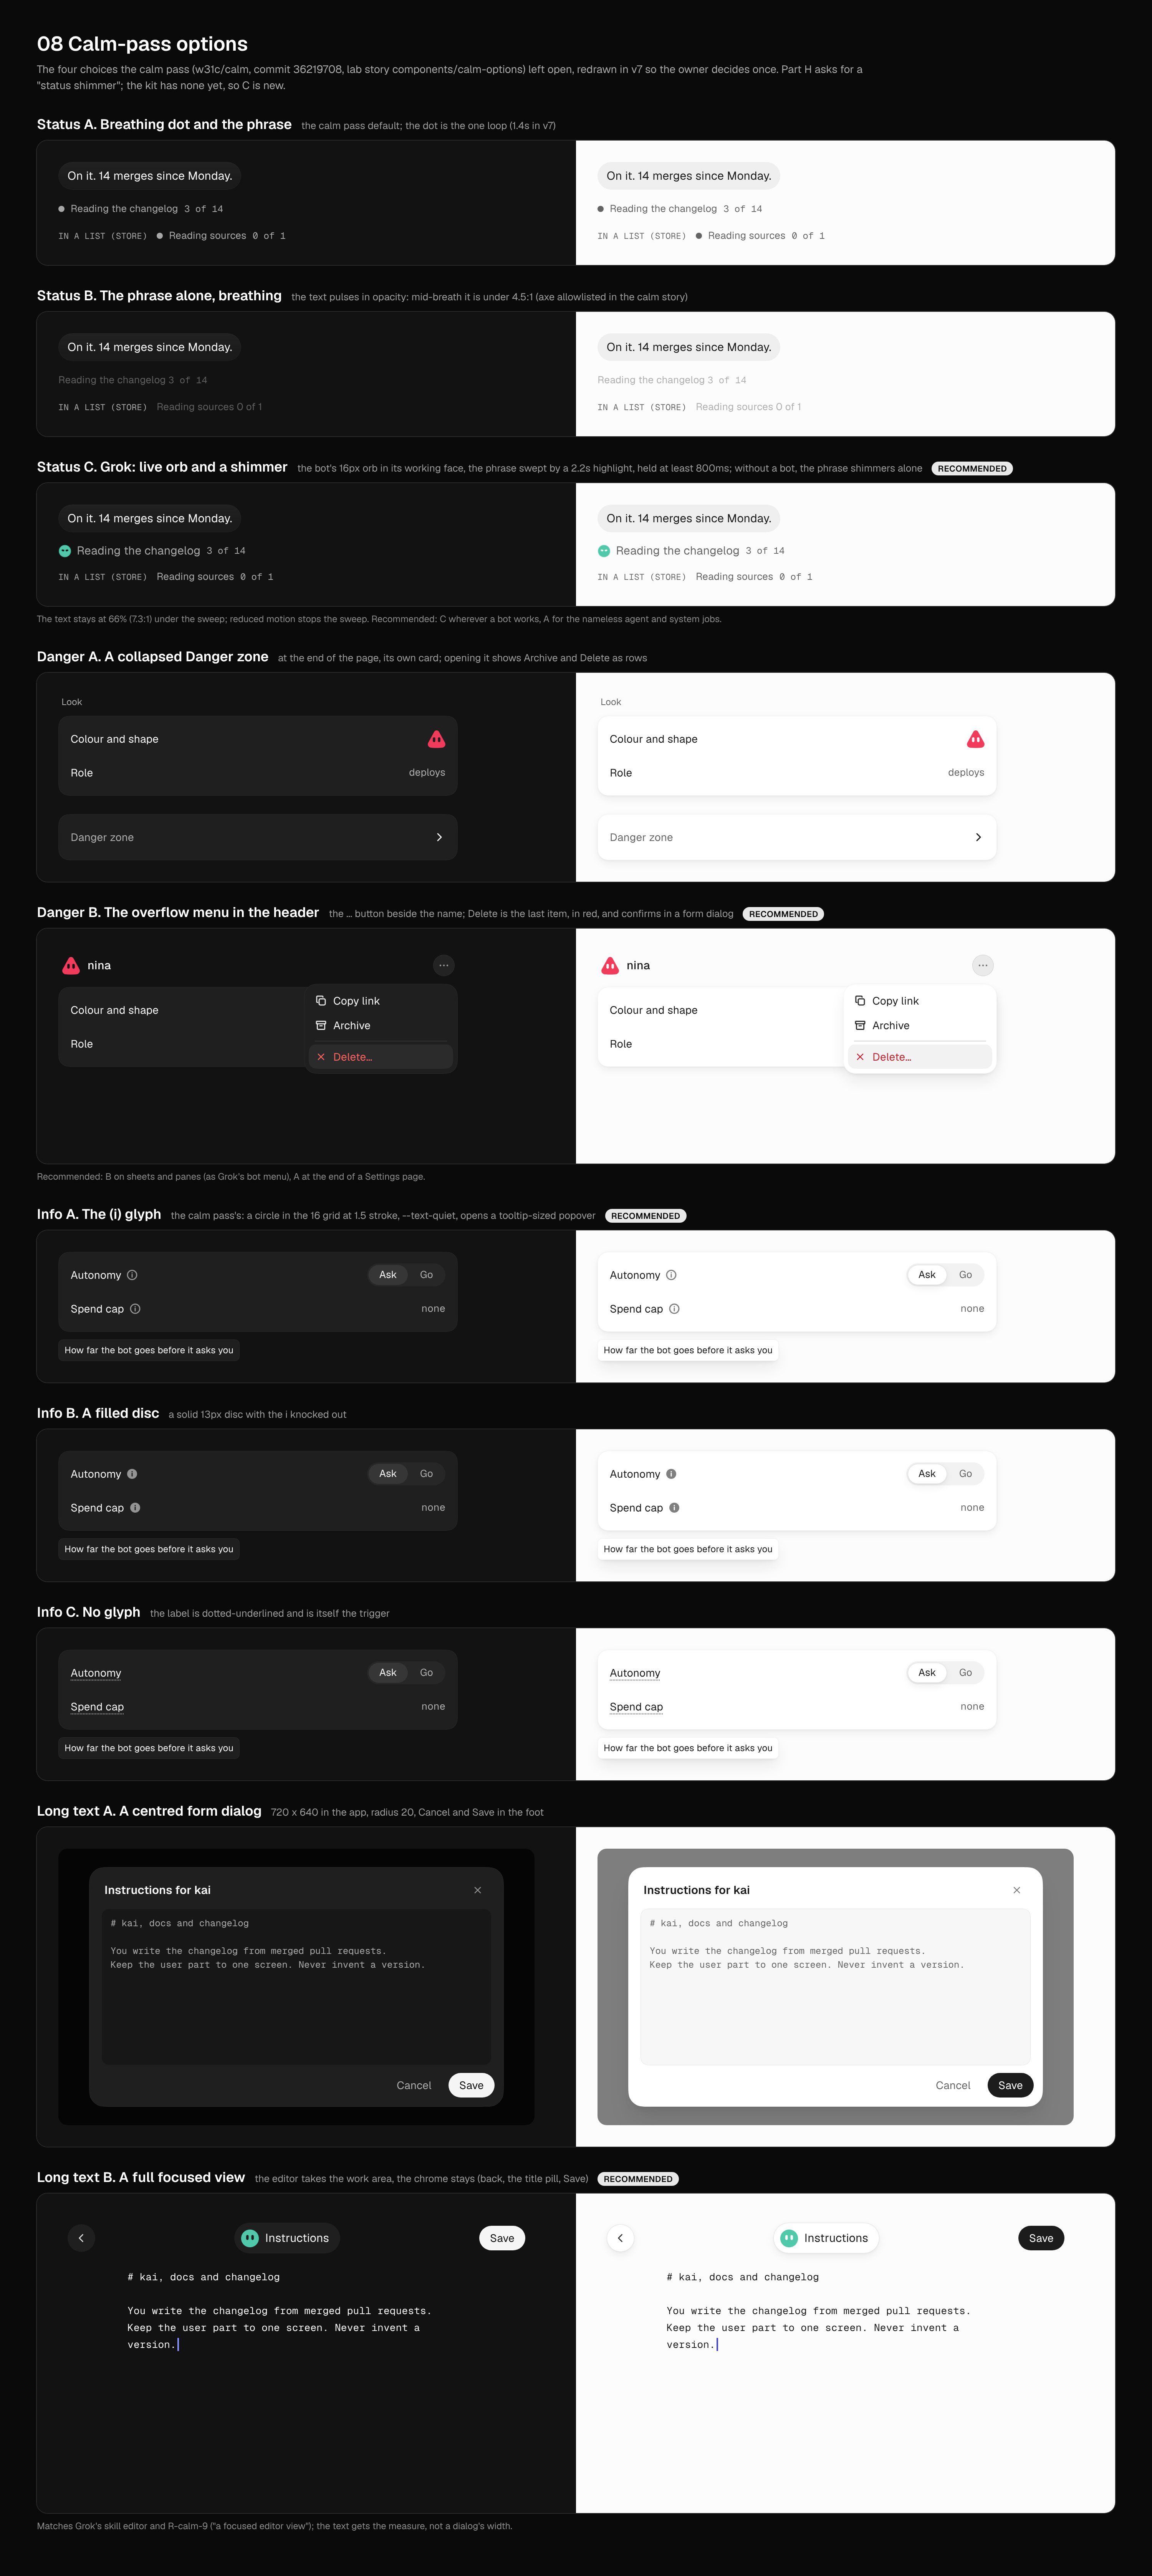 08 Calm-pass options
The four choices the calm pass (w31c/calm, commit 36219708, lab story components/calm-options) left open, redrawn in v7 so the owner decides once. Part H asks for a
"status shimmer"; the kit has none yet, so C is new.
Status A. Breathing dot and the phrase the calm pass default; the dot is the one loop (1.4s in v7)
On it. 14 merges since Monday.
Reading the changelog 3 of 14
IN A LIST (STORE) Reading sources 0 of 1
On it. 14 merges since Monday.
Reading the changelog 3 of 14
IN A LIST (STORE) Reading sources 0 of 1
Status B. The phrase alone, breathing the text pulses in opacity: mid-breath it is under 4.5:1 (axe allowlisted in the calm story)
On it. 14 merges since Monday.
Reading the changelog 3 of 14
IN A LIST (STORE) Reading sources 0 of 1
On it. 14 merges since Monday.
Reading the changelog 3 of 14
IN A LIST (STORE) Reading sources 0 of 1
Status C. Grok: live orb and a shimmer the bot's 16px orb in its working face, the phrase swept by a 2.2s highlight, held at least 800ms; without a bot, the phrase shimmers alone RECOMMENDED
On it. 14 merges since Monday.
Reading the changelog 3 of 14
IN A LIST (STORE) Reading sources 0 of 1
On it. 14 merges since Monday.
Reading the changelog 3 of 14
IN A LIST (STORE) Reading sources 0 of 1
The text stays at 66% (7.3:1) under the sweep; reduced motion stops the sweep. Recommended: C wherever a bot works, A for the nameless agent and system jobs.
Danger A. A collapsed Danger zone at the end of the page, its own card; opening it shows Archive and Delete as rows
Look
Colour and shape
Role deploys
Danger zone
Look
Colour and shape
Role deploys
Danger zone
Danger B. The overflow menu in the header the ... button beside the name; Delete is the last item, in red, and confirms in a form dialog RECOMMENDED
nina
Colour and shape
Role
Copy link
Archive
Delete...
nina
Colour and shape
Role
Copy link
Archive
Delete...
Recommended: B on sheets and panes (as Grok's bot menu), A at the end of a Settings page.
Info A. The (i) glyph the calm pass's: a circle in the 16 grid at 1.5 stroke, --text-quiet, opens a tooltip-sized popover RECOMMENDED
Autonomy Ask Go
Spend cap none
How far the bot goes before it asks you
Autonomy Ask Go
Spend cap none
How far the bot goes before it asks you
Info B. A filled disc a solid 13px disc with the i knocked out
Autonomy Ask Go
Spend cap none
How far the bot goes before it asks you
Autonomy Ask Go
Spend cap none
How far the bot goes before it asks you
Info C. No glyph the label is dotted-underlined and is itself the trigger
Autonomy Ask Go
Spend cap none
How far the bot goes before it asks you
Autonomy Ask Go
Spend cap none
How far the bot goes before it asks you
Long text A. A centred form dialog 720 x 640 in the app, radius 20, Cancel and Save in the foot
Instructions for kai
# kai, docs and changelog
You write the changelog from merged pull requests.
Keep the user part to one screen. Never invent a version.
Cancel Save
Instructions for kai
# kai, docs and changelog
You write the changelog from merged pull requests.
Keep the user part to one screen. Never invent a version.
Cancel Save
Long text B. A full focused view the editor takes the work area, the chrome stays (back, the title pill, Save) RECOMMENDED
Instructions Save
# kai, docs and changelog
You write the changelog from merged pull requests.
Keep the user part to one screen. Never invent a
version.
Instructions Save
# kai, docs and changelog
You write the changelog from merged pull requests.
Keep the user part to one screen. Never invent a
version.
Matches Grok's skill editor and R-calm-9 ("a focused editor view"); the text gets the measure, not a dialog's width.